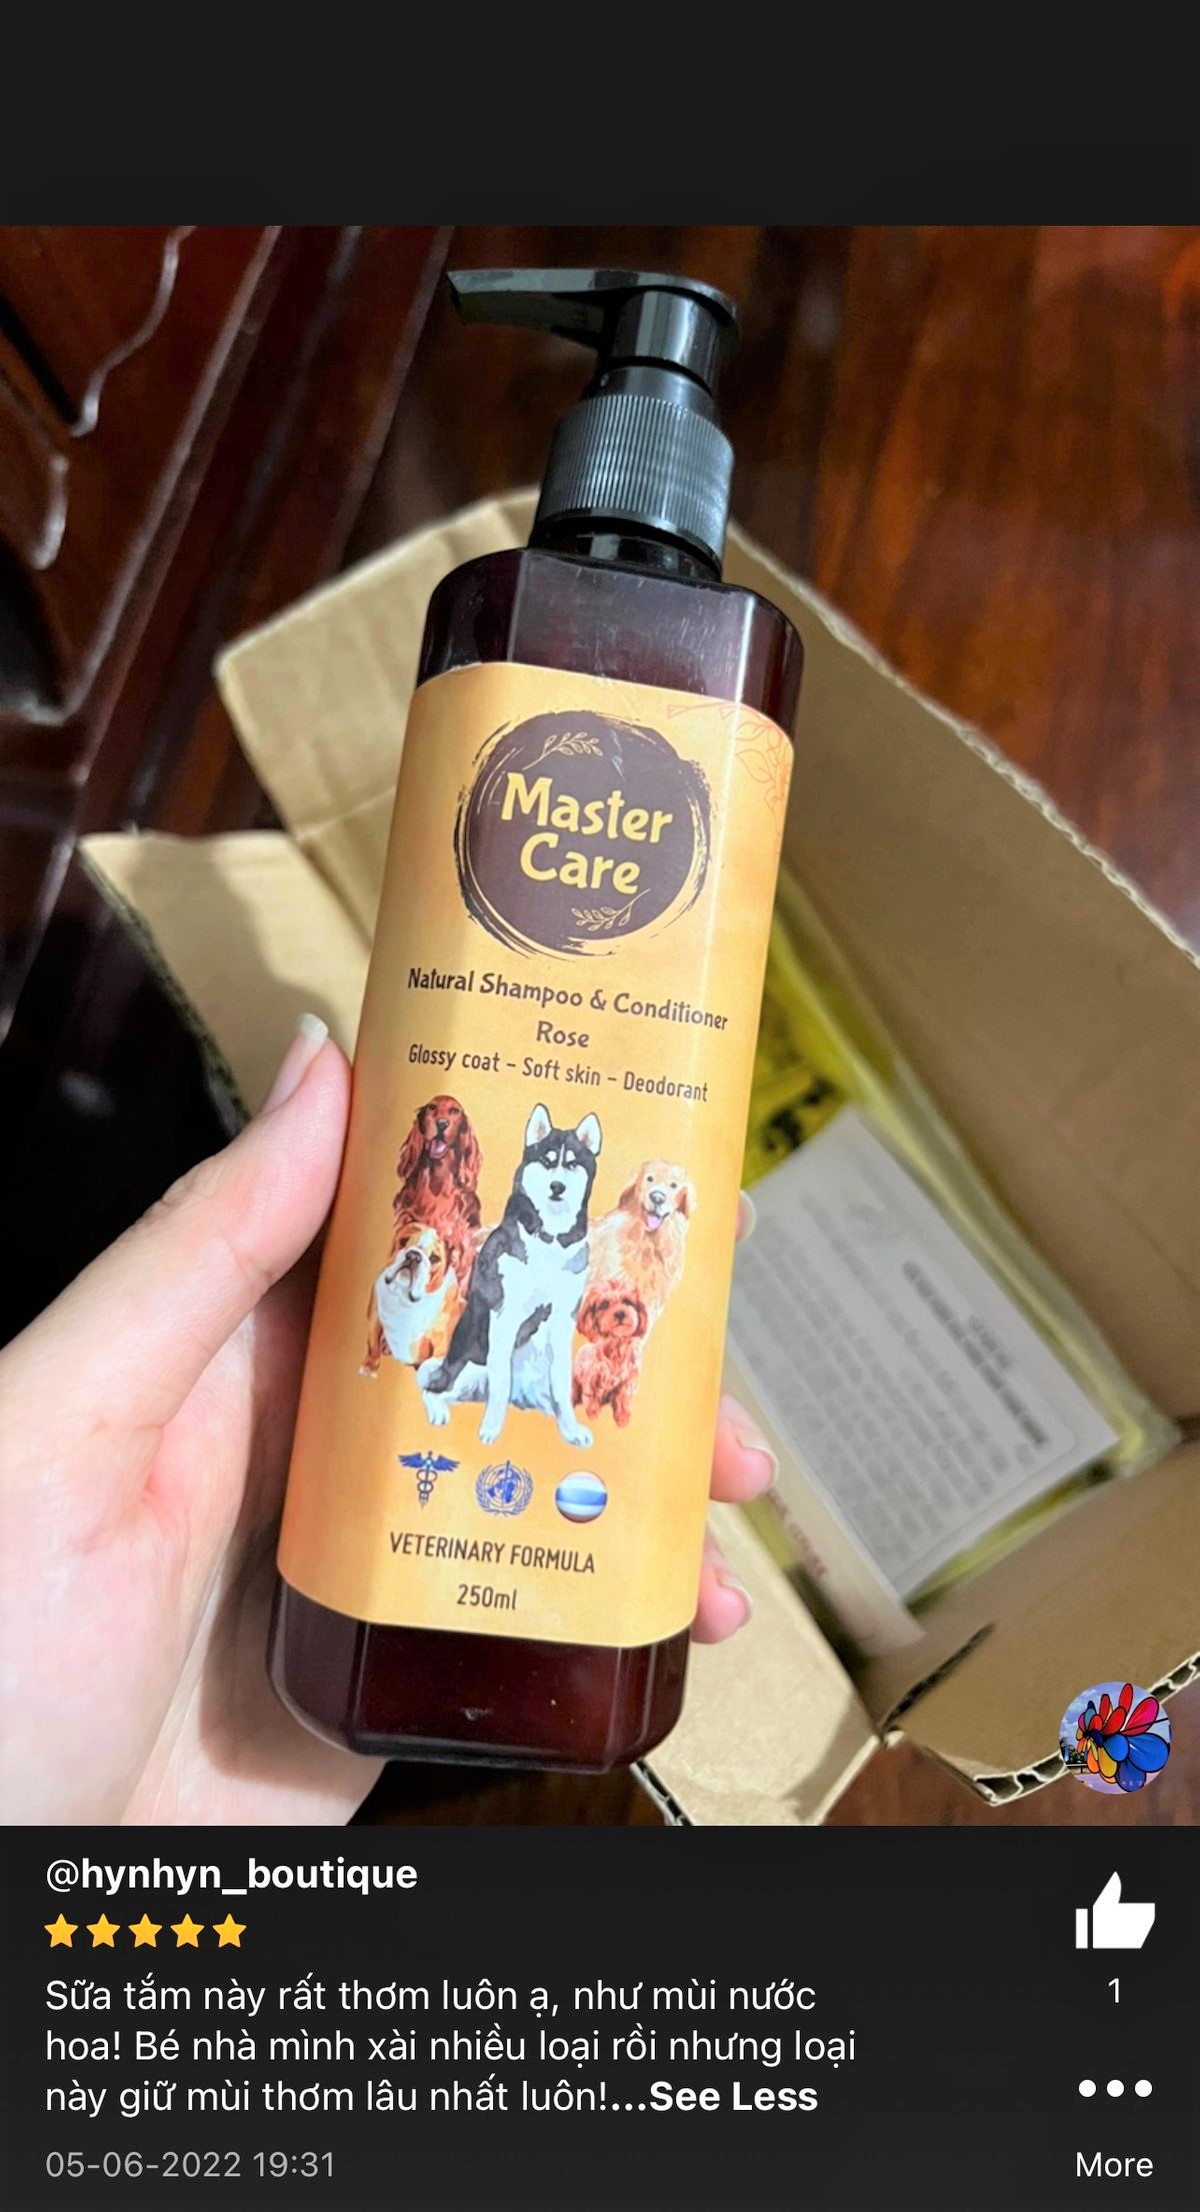 Master
Care
Natural Shampoo & Conditioner
Rose
Glossy coat - Soft skin - Deodorant
VETERINARY FORMULA
250ml
@hynhyn_boutique
Sữa tắm này rất thơm luôn ạ, như mùi nước
hoa! Bé nhà mình xài nhiều loại rồi nhưng loại
này giữ mùi thơm lâu nhất luôn!...See Less
1
05-06-2022 19:31
More